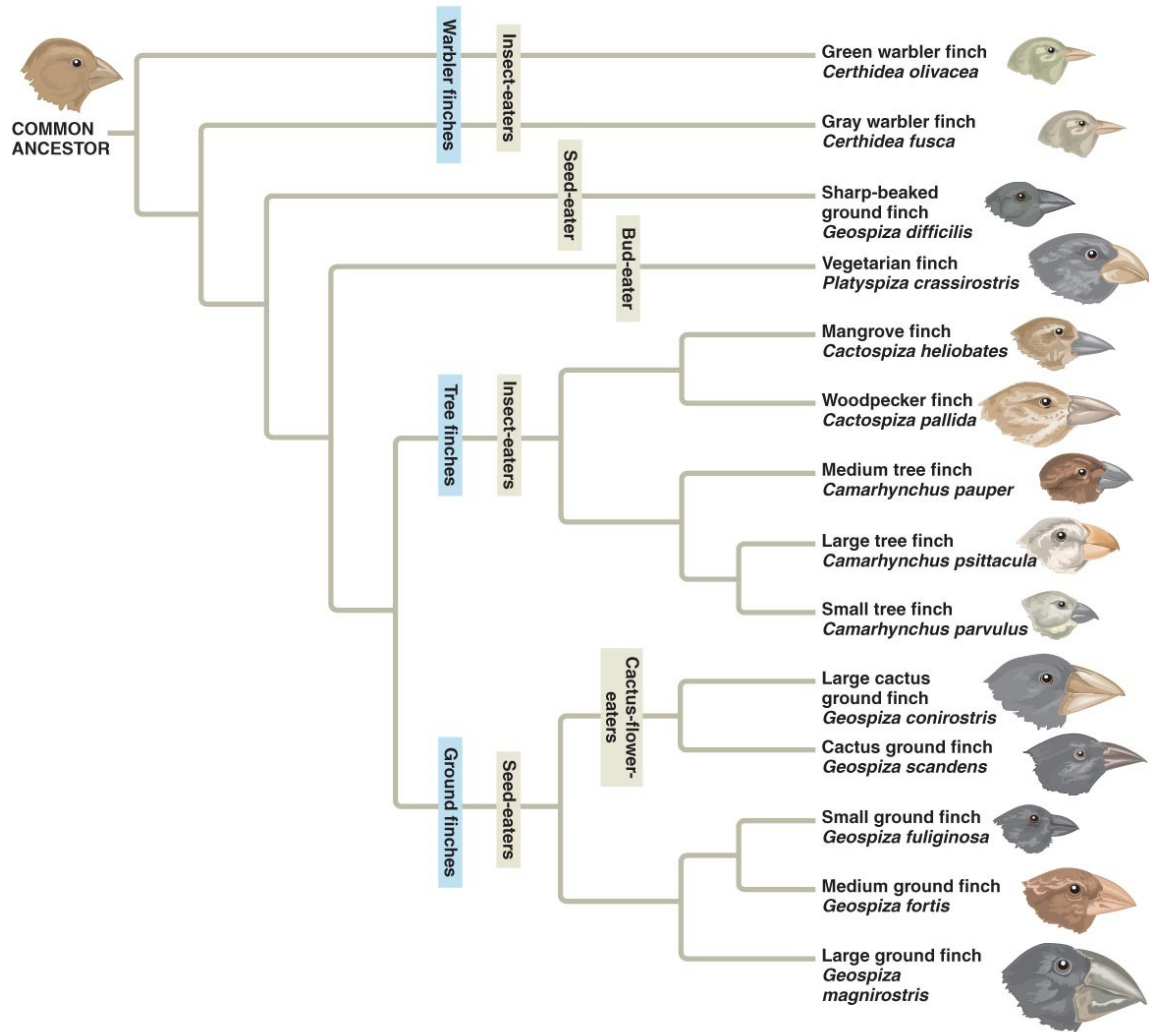 COMMON
ANCESTOR
Warbler finches
Insect-eaters
Green warbler finch
Certhidea olivacea
Gray warbler finch
Certhidea fusca
Seed-eater
Sharp-beaked
ground finch
Geospiza difficilis
Bud-eater
Vegetarian finch
Platyspiza crassirostris
Tree finches
Insect-eaters
Mangrove finch
Cactospiza heliobates
Woodpecker finch
Cactospiza pallida
Medium tree finch
Camarhynchus pauper
Large tree finch
Camarhynchus psittacula
Small tree finch
Camarhynchus parvulus
Ground finches
Seed-eaters
Cactus-flower-
eaters
Large cactus
ground finch
Geospiza conirostris
Cactus ground finch
Geospiza scandens
Small ground finch
Geospiza fuliginosa
Medium ground finch
Geospiza fortis
Large ground finch
Geospiza
magnirostris